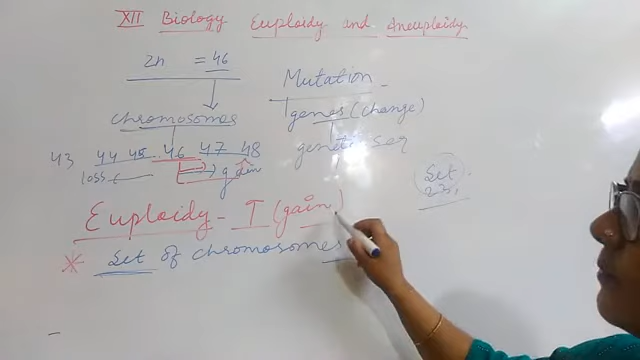 XII Biology Euploidy and Aneuploidy
2n = 46
Mutation
chromosomes
genes (change)
43 44 45 46 47 48
loss gain
Set
Euploidy - T (gain)
* Set of chromosomes